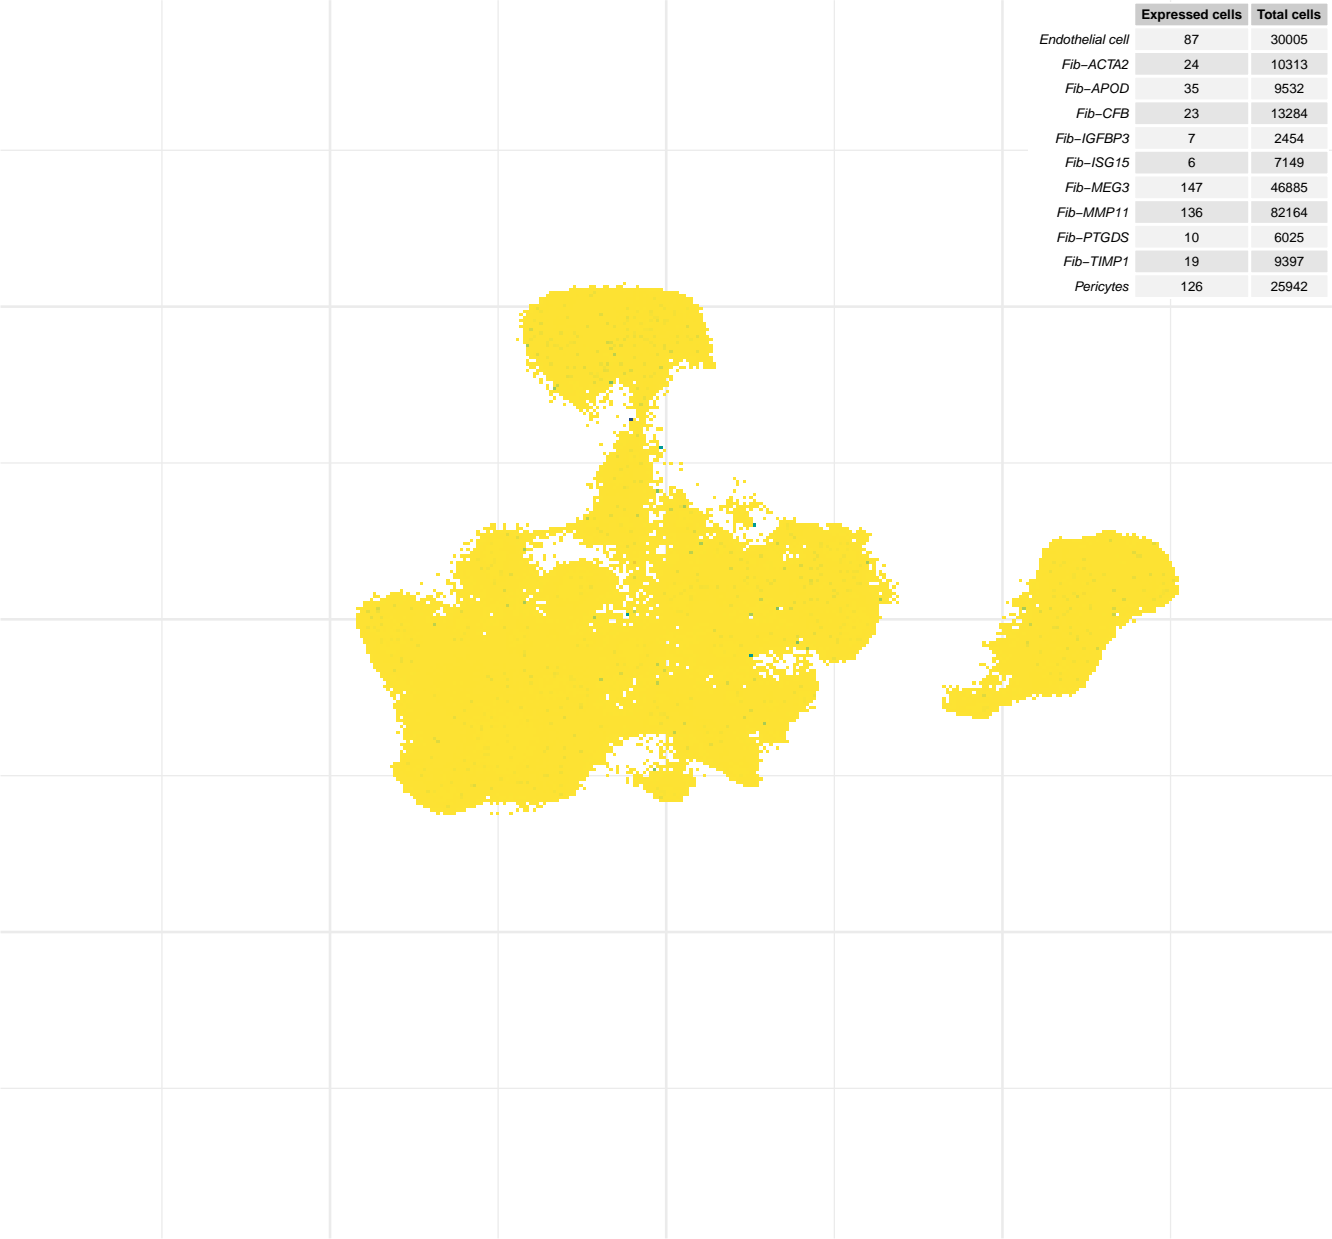 Expressed cells Total cells
Endothelial cell 87 30005
Fib−ACTA2 24 10313
Fib−APOD 35 9532
Fib−CFB 23 13284
Fib−IGFBP3 7 2454
Fib−ISG15 6 7149
Fib−MEG3 147 46885
Fib−MMP11 136 82164
Fib−PTGDS 10 6025
Fib−TIMP1 19 9397
Pericytes 126 25942